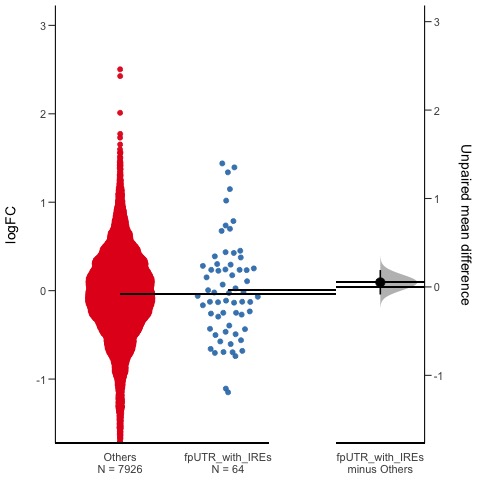 3
2
1
0
-1
logFC
Others
N = 7926
fpUTR_with_IREs
N = 64
3
2
1
0
-1
Unpaired mean difference
fpUTR_with_IREs
minus Others